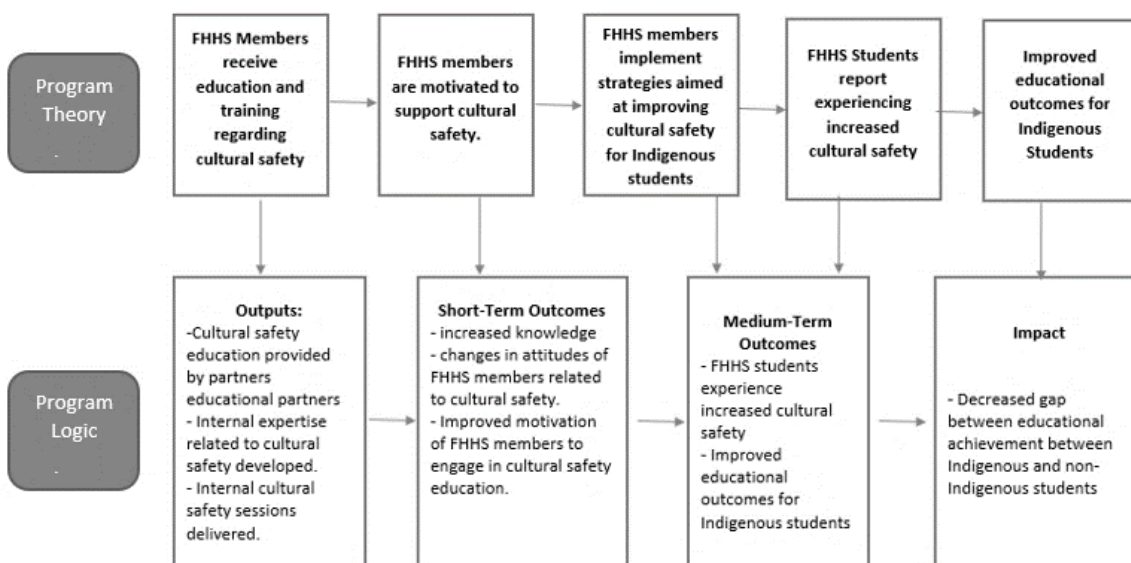 Program
Theory
.
FHHS Members
receive
education and
training
regarding
cultural safety
FHHS members
are motivated to
support cultural
safety.
FHHS members
implement
strategies aimed
at improving
cultural safety
for Indigenous
students
FHHS Students
report
experiencing
increased
cultural safety
Improved
educational
outcomes for
Indigenous
Students
Program
Logic
.
Outputs:
-Cultural safety
education provided
by partners
educational partners
- Internal expertise
related to cultural
safety developed.
- Internal cultural
safety sessions
delivered.
Short-Term Outcomes
- increased knowledge
- changes in attitudes of
FHHS members related
to cultural safety.
- Improved motivation
of FHHS members to
engage in cultural safety
education.
Medium-Term
Outcomes
- FHHS students
experience
increased cultural
safety
- Improved
educational
outcomes for
Indigenous students
Impact
- Decreased gap
between educational
achievement between
Indigenous and non-
Indigenous students